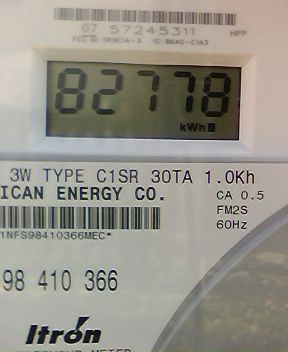 07 57245311 HPP
82778
kWh
3W TYPE C1SR 30TA 1.0Kh
ICAN ENERGY CO. CA 0.5
FM2S
1NFS98410366MEC* 60Hz
98 410 366
Itron